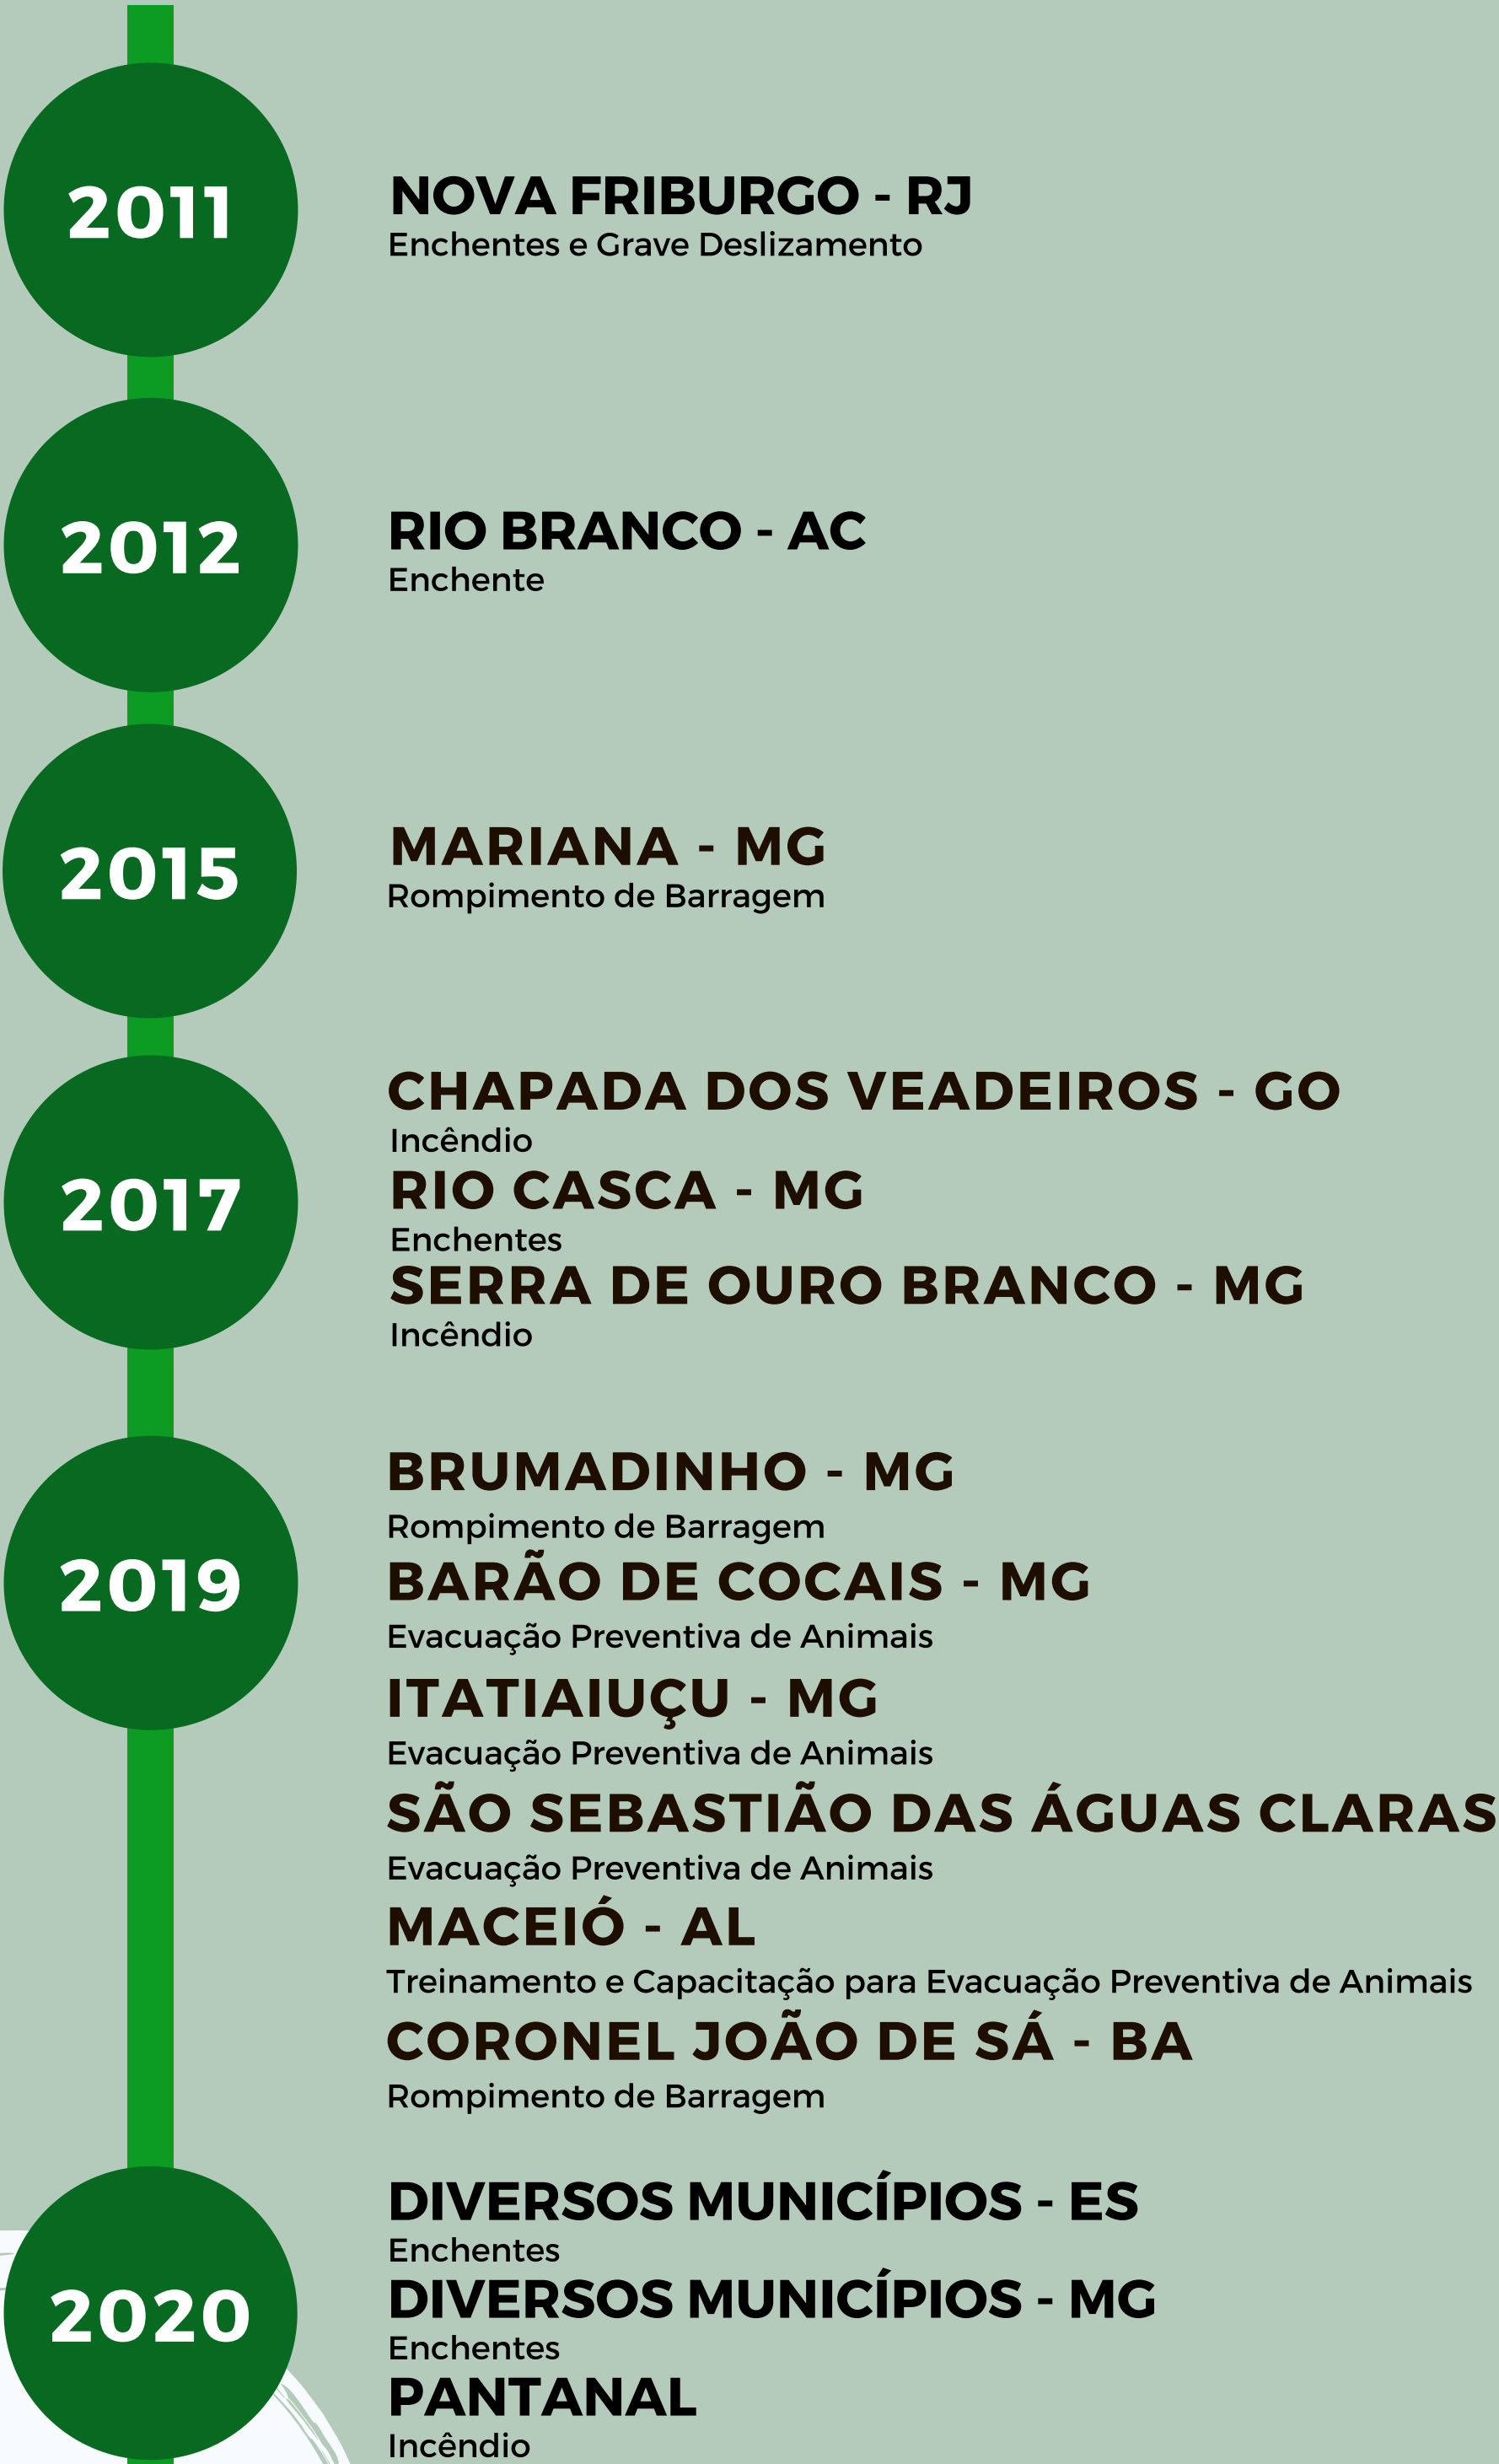 2011
NOVA FRIBURGO - RJ
Enchentes e Grave Deslizamento
2012
RIO BRANCO - AC
Enchente
2015
MARIANA - MG
Rompimento de Barragem
2017
CHAPADA DOS VEADEIROS - GO
Incêndio
RIO CASCA - MG
Enchentes
SERRA DE OURO BRANCO - MG
Incêndio
2019
BRUMADINHO - MG
Rompimento de Barragem
BARÃO DE COCAIS - MG
Evacuação Preventiva de Animais
ITATIAIUÇU - MG
Evacuação Preventiva de Animais
SÃO SEBASTIÃO DAS ÁGUAS CLARAS
Evacuação Preventiva de Animais
MACEIÓ - AL
Treinamento e Capacitação para Evacuação Preventiva de Animais
CORONEL JOÃO DE SÁ - BA
Rompimento de Barragem
2020
DIVERSOS MUNICÍPIOS - ES
Enchentes
DIVERSOS MUNICÍPIOS - MG
Enchentes
PANTANAL
Incêndio